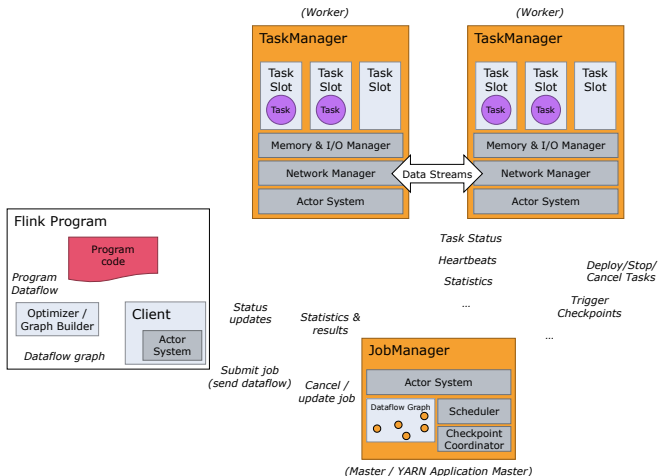 (Worker)
(Worker)
TaskManager
TaskManager
Task
Slot
Task
Task
Slot
Task
Task
Slot
Task
Slot
Task
Task
Slot
Task
Task
Slot
Memory & I/O Manager
Memory & I/O Manager
Network Manager
Data Streams
Network Manager
Actor System
Actor System
Flink Program
Program
code
Program
Dataflow
Optimizer /
Graph Builder
Client
Actor
System
Dataflow graph
Task Status
Heartbeats
Statistics
...
Deploy/Stop/
Cancel Tasks
Trigger
Checkpoints
...
Status
updates
Statistics &
results
Submit job
(send dataflow)
Cancel /
update job
JobManager
Actor System
Dataflow Graph
Scheduler
Checkpoint
Coordinator
(Master / YARN Application Master)